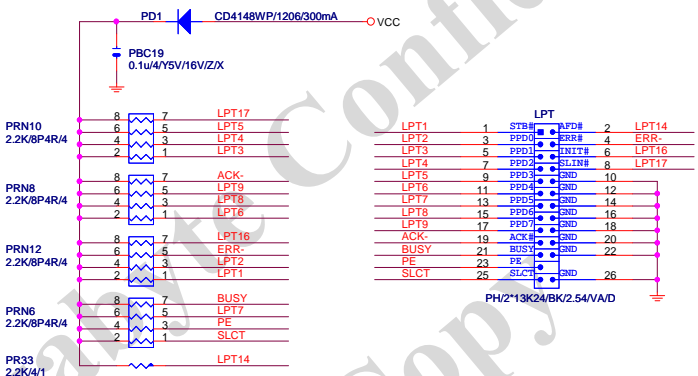 PD1 CD4148WP/1206/300mA VCC
PBC19
0.1u/4/Y5V/16V/Z/X
PRN10
2.2K/8P4R/4
8 7 LPT17
6 5 LPT5
4 3 LPT4
2 1 LPT3
PRN8
2.2K/8P4R/4
8 7 ACK-
6 5 LPT9
4 3 LPT8
2 1 LPT6
PRN12
2.2K/8P4R/4
8 7 LPT16
6 5 ERR-
4 3 LPT2
2 1 LPT1
PRN6
2.2K/8P4R/4
8 7 BUSY
6 5 LPT7
4 3 PE
2 1 SLCT
PR33
2.2K/4/1
LPT14
LPT
LPT1 1 STB# AFD# 2 LPT14
LPT2 3 PPD0 ERR# 4 ERR-
LPT3 5 PPD1 INIT# 6 LPT16
LPT4 7 PPD2 SLIN# 8 LPT17
LPT5 9 PPD3 GND 10
LPT6 11 PPD4 GND 12
LPT7 13 PPD5 GND 14
LPT8 15 PPD6 GND 16
LPT9 17 PPD7 GND 18
ACK- 19 ACK# GND 20
BUSY 21 BUSY GND 22
PE 23 PE
SLCT 25 SLCT GND 26
PH/2*13K24/BK/2.54/VA/D
Copy